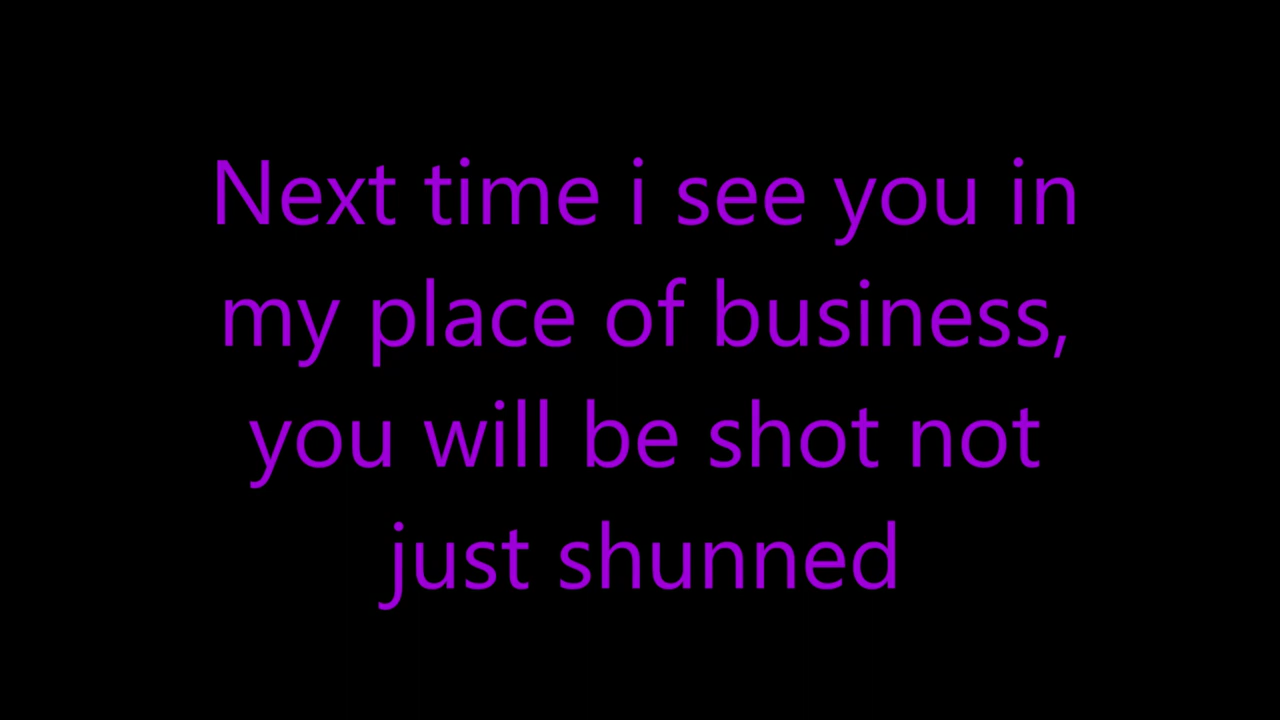 Next time i see you in
my place of business,
you will be shot not
just shunned